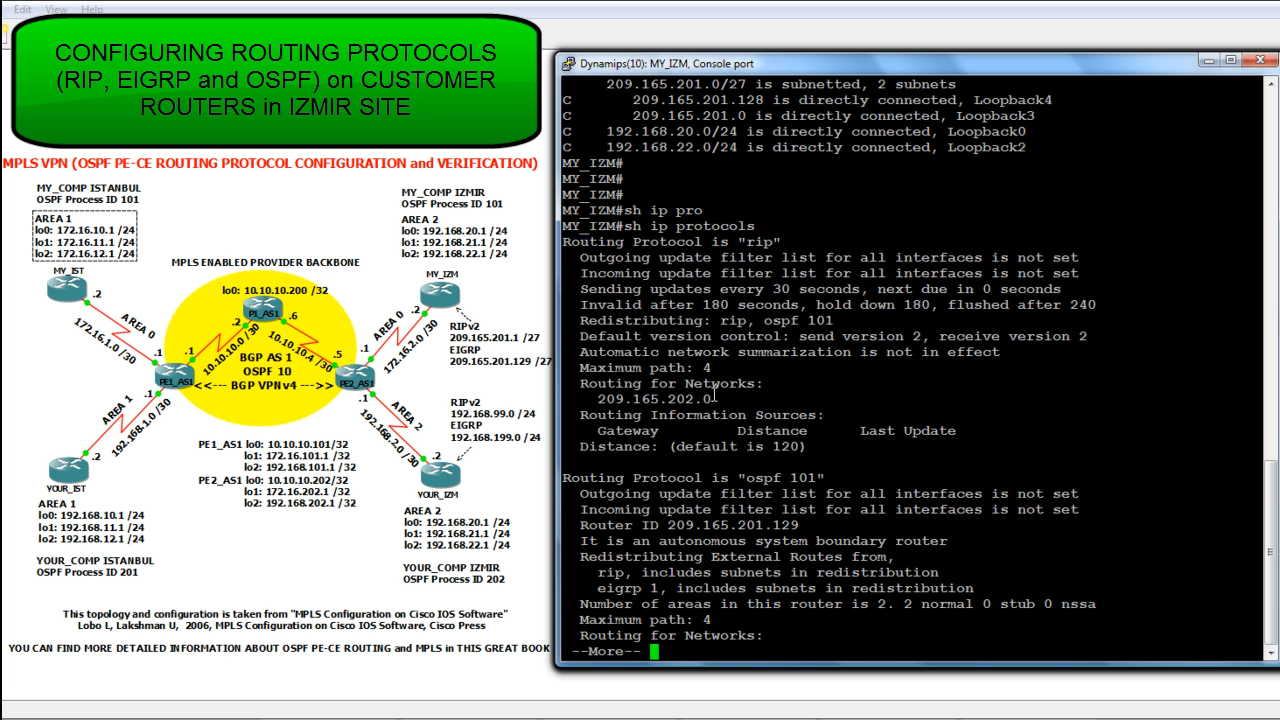 Edit View Help
CONFIGURING ROUTING PROTOCOLS
(RIP, EIGRP and OSPF) on CUSTOMER
ROUTERS in IZMIR SITE
MPLS VPN (OSPF PE-CE ROUTING PROTOCOL CONFIGURATION and VERIFICATION)
MY_COMP ISTANBUL
OSPF Process ID 101
AREA 1
lo0: 172.16.10.1 /24
lo1: 172.16.11.1 /24
lo2: 172.16.12.1 /24
MY_IST
.2
AREA 0
172.16.1.0 /30
.1
MPLS ENABLED PROVIDER BACKBONE
lo0: 10.10.10.200 /32
P1_AS1
.2
.6
10.10.10.0 /30
10.10.10.4 /30
.1
.5
BGP AS 1
OSPF 10
<<--- BGP VPNv4 --->>
PE1_AS1
PE2_AS1
MY_COMP IZMIR
OSPF Process ID 101
AREA 2
lo0: 192.168.20.1 /24
lo1: 192.168.21.1 /24
lo2: 192.168.22.1 /24
MY_IZM
.2
AREA 0
172.16.2.0 /30
.1
RIPv2
209.165.201.1 /27
EIGRP
209.165.201.129 /27
.1
AREA 1
192.168.1.0 /30
.2
YOUR_IST
AREA 1
lo0: 192.168.10.1 /24
lo1: 192.168.11.1 /24
lo2: 192.168.12.1 /24
YOUR_COMP ISTANBUL
OSPF Process ID 201
PE1_AS1 lo0: 10.10.10.101/32
lo1: 172.16.101.1 /32
lo2: 192.168.101.1 /32
PE2_AS1 lo0: 10.10.10.202/32
lo1: 172.16.202.1 /32
lo2: 192.168.202.1 /32
.1
AREA 2
192.168.2.0 /30
.2
RIPv2
192.168.99.0 /24
EIGRP
192.168.199.0 /24
YOUR_IZM
AREA 2
lo0: 192.168.20.1 /24
lo1: 192.168.21.1 /24
lo2: 192.168.22.1 /24
YOUR_COMP IZMIR
OSPF Process ID 202
This topology and configuration is taken from "MPLS Configuration on Cisco IOS Software"
Lobo L, Lakshman U, 2006, MPLS Configuration on Cisco IOS Software, Cisco Press
YOU CAN FIND MORE DETAILED INFORMATION ABOUT OSPF PE-CE ROUTING and MPLS in THIS GREAT BOOK
Dynamips(10): MY_IZM, Console port
209.165.201.0/27 is subnetted, 2 subnets
C 209.165.201.128 is directly connected, Loopback4
C 209.165.201.0 is directly connected, Loopback3
C 192.168.20.0/24 is directly connected, Loopback0
C 192.168.22.0/24 is directly connected, Loopback2
MY_IZM#
MY_IZM#
MY_IZM#
MY_IZM#sh ip pro
MY_IZM#sh ip protocols
Routing Protocol is "rip"
Outgoing update filter list for all interfaces is not set
Incoming update filter list for all interfaces is not set
Sending updates every 30 seconds, next due in 0 seconds
Invalid after 180 seconds, hold down 180, flushed after 240
Redistributing: rip, ospf 101
Default version control: send version 2, receive version 2
Automatic network summarization is not in effect
Maximum path: 4
Routing for Networks:
209.165.202.0
Routing Information Sources:
Gateway Distance Last Update
Distance: (default is 120)
Routing Protocol is "ospf 101"
Outgoing update filter list for all interfaces is not set
Incoming update filter list for all interfaces is not set
Router ID 209.165.201.129
It is an autonomous system boundary router
Redistributing External Routes from,
rip, includes subnets in redistribution
eigrp 1, includes subnets in redistribution
Number of areas in this router is 2. 2 normal 0 stub 0 nssa
Maximum path: 4
Routing for Networks:
--More--